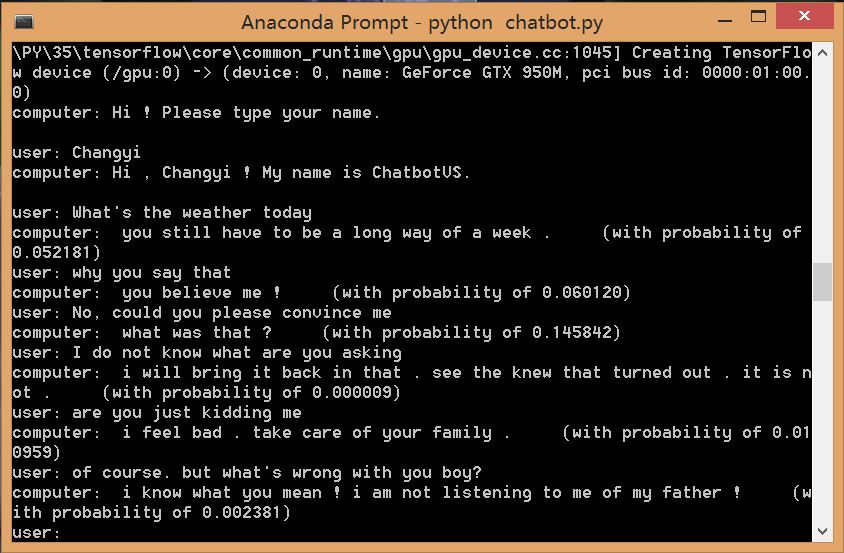 Anaconda Prompt - python  chatbot.py
\PY\35\tensorflow\core\common_runtime\gpu\gpu_device.cc:1045] Creating TensorFlo
w device (/gpu:0) -> (device: 0, name: GeForce GTX 950M, pci bus id: 0000:01:00.
0)
computer: Hi ! Please type your name.
user: Changyi
computer: Hi , Changyi ! My name is ChatbotVS.
user: What's the weather today
computer:  you still have to be a long way of a week .     (with probability of
0.052181)
user: why you say that
computer:  you believe me !     (with probability of 0.060120)
user: No, could you please convince me
computer:  what was that ?     (with probability of 0.145842)
user: I do not know what are you asking
computer:  i will bring it back in that . see the knew that turned out . it is n
ot .     (with probability of 0.000009)
user: are you just kidding me
computer:  i feel bad . take care of your family .     (with probability of 0.01
0959)
user: of course. but what's wrong with you boy?
computer:  i know what you mean ! i am not listening to me of my father !     (w
ith probability of 0.002381)
user: